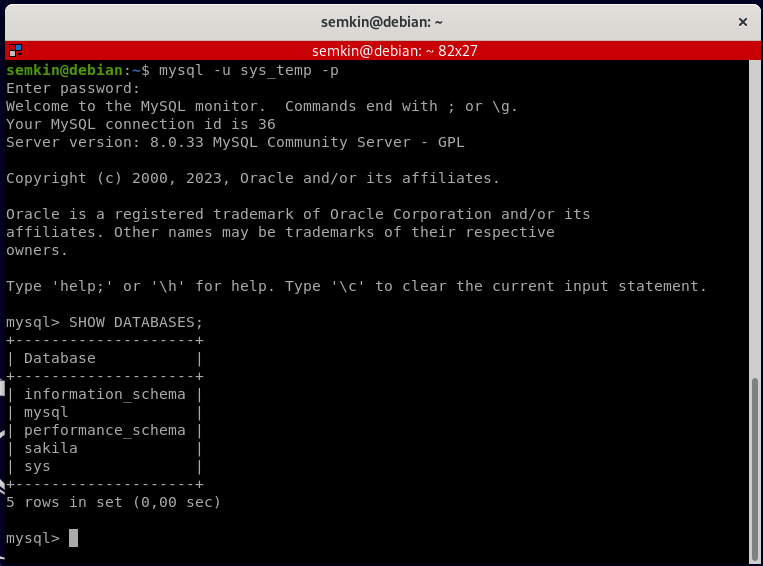 semkin@debian: ~
×
semkin@debian: ~ 82x27
semkin@debian:~$ mysql -u sys_temp -p
Enter password:
Welcome to the MySQL monitor.  Commands end with ; or \g.
Your MySQL connection id is 36
Server version: 8.0.33 MySQL Community Server - GPL

Copyright (c) 2000, 2023, Oracle and/or its affiliates.

Oracle is a registered trademark of Oracle Corporation and/or its
affiliates. Other names may be trademarks of their respective
owners.

Type 'help;' or '\h' for help. Type '\c' to clear the current input statement.

mysql> SHOW DATABASES;
+--------------------+
| Database           |
+--------------------+
| information_schema |
| mysql              |
| performance_schema |
| sakila             |
| sys                |
+--------------------+
5 rows in set (0,00 sec)

mysql>